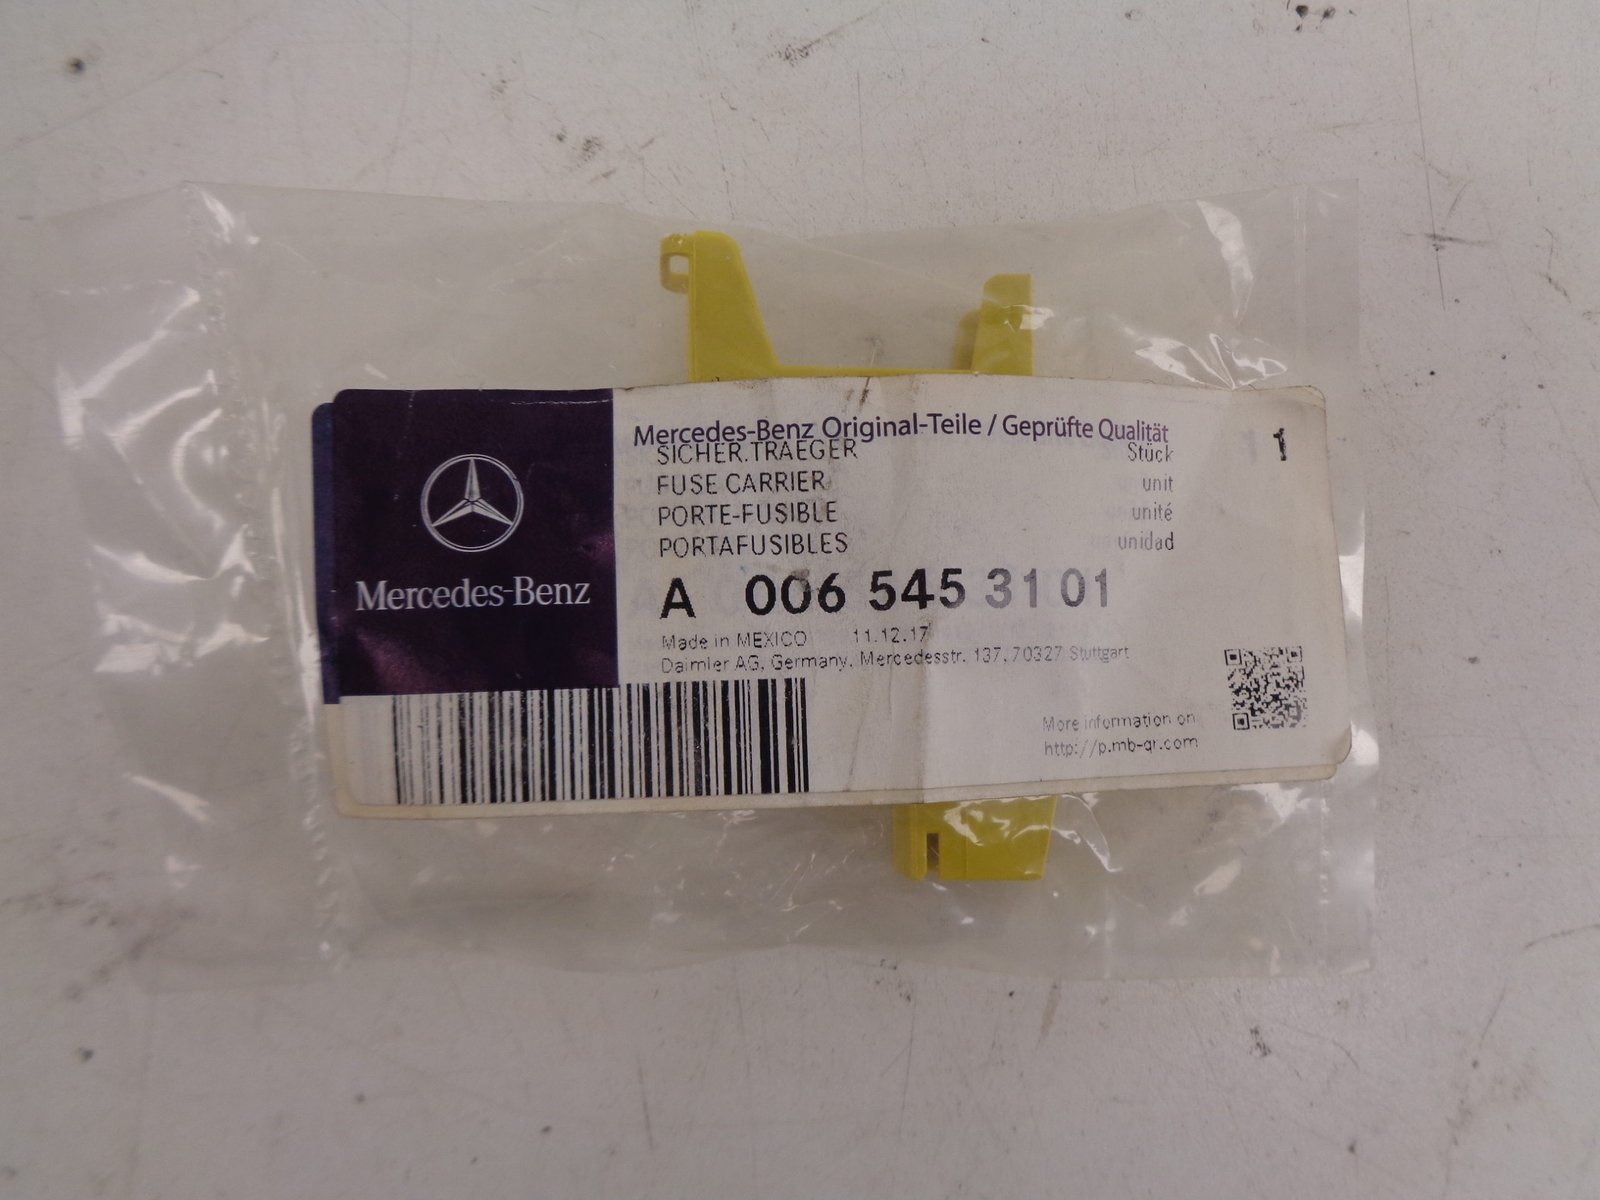 Mercedes-Benz Original-Teile / Geprüfte Qualität
SICHER.TRAEGER Stück 1
FUSE CARRIER unit
PORTE-FUSIBLE unité
PORTAFUSIBLES unidad
Mercedes-Benz
A 006 545 31 01
Made in MEXICO 11.12.17
Daimler AG, Germany, Mercedesstr. 137, 70327 Stuttgart
More information on
http://p.mb-qr.com